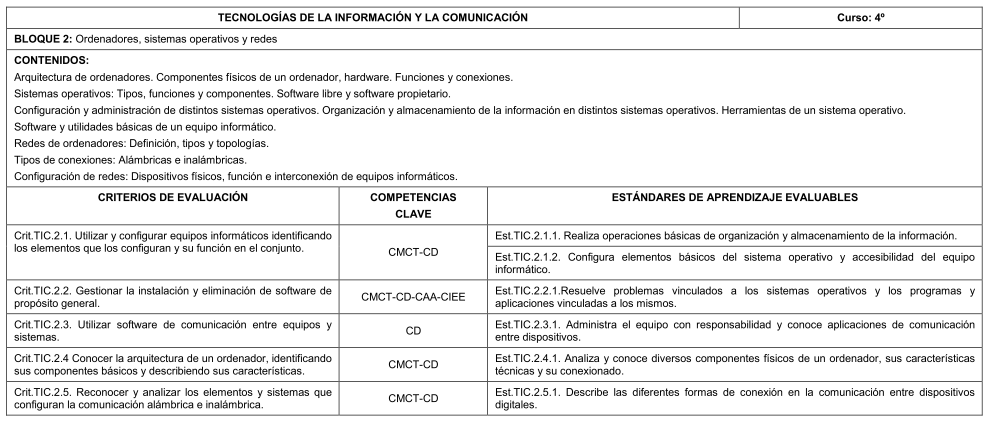 TECNOLOGÍAS DE LA INFORMACIÓN Y LA COMUNICACIÓN
Curso: 4º
BLOQUE 2: Ordenadores, sistemas operativos y redes
CONTENIDOS:
Arquitectura de ordenadores. Componentes físicos de un ordenador, hardware. Funciones y conexiones.
Sistemas operativos: Tipos, funciones y componentes. Software libre y software propietario.
Configuración y administración de distintos sistemas operativos. Organización y almacenamiento de la información en distintos sistemas operativos. Herramientas de un sistema operativo.
Software y utilidades básicas de un equipo informático.
Redes de ordenadores: Definición, tipos y topologías.
Tipos de conexiones: Alámbricas e inalámbricas.
Configuración de redes: Dispositivos físicos, función e interconexión de equipos informáticos.
CRITERIOS DE EVALUACIÓN
COMPETENCIAS
CLAVE
ESTÁNDARES DE APRENDIZAJE EVALUABLES
Crit.TIC.2.1. Utilizar y configurar equipos informáticos identificando
los elementos que los configuran y su función en el conjunto.
CMCT-CD
Est.TIC.2.1.1. Realiza operaciones básicas de organización y almacenamiento de la información.
Est.TIC.2.1.2. Configura elementos básicos del sistema operativo y accesibilidad del equipo
informático.
Crit.TIC.2.2. Gestionar la instalación y eliminación de software de
propósito general.
CMCT-CD-CAA-CIEE
Est.TIC.2.2.1.Resuelve problemas vinculados a los sistemas operativos y los programas y
aplicaciones vinculadas a los mismos.
Crit.TIC.2.3. Utilizar software de comunicación entre equipos y
sistemas.
CD
Est.TIC.2.3.1. Administra el equipo con responsabilidad y conoce aplicaciones de comunicación
entre dispositivos.
Crit.TIC.2.4 Conocer la arquitectura de un ordenador, identificando
sus componentes básicos y describiendo sus características.
CMCT-CD
Est.TIC.2.4.1. Analiza y conoce diversos componentes físicos de un ordenador, sus características
técnicas y su conexionado.
Crit.TIC.2.5. Reconocer y analizar los elementos y sistemas que
configuran la comunicación alámbrica e inalámbrica.
CMCT-CD
Est.TIC.2.5.1. Describe las diferentes formas de conexión en la comunicación entre dispositivos
digitales.